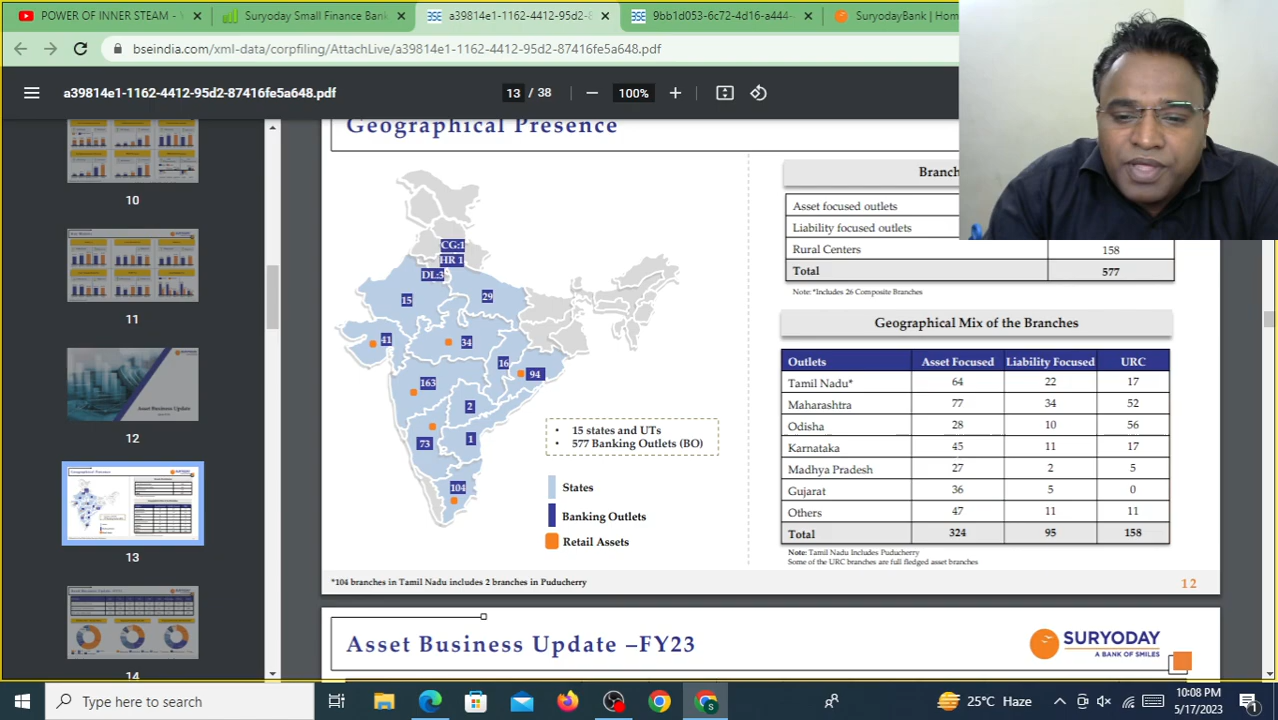 POWER OF INNER STEAM - 
Suryoday Small Finance Bank
a39814e1-1162-4412-95d2-8
9bb1d053-6c72-4d16-a444-
SuryodayBank | Hom
bseindia.com/xml-data/corpfiling/AttachLive/a39814e1-1162-4412-95d2-87416fe5a648.pdf
a39814e1-1162-4412-95d2-87416fe5a648.pdf
13 / 38
100%
10
11
Asset Business Update
12
13
14
Geographical Presence
CG:1
HR 1
DL:3
15
29
41
34
16
94
163
2
73
1
104
• 15 states and UTs
• 577 Banking Outlets (BO)
States
Banking Outlets
Retail Assets
*104 branches in Tamil Nadu includes 2 branches in Puducherry
Branch
Asset focused outlets
Liability focused outlets
Rural Centers 158
Total 577
Note: *Includes 26 Composite Branches
Geographical Mix of the Branches
Outlets Asset Focused Liability Focused URC
Tamil Nadu* 64 22 17
Maharashtra 77 34 52
Odisha 28 10 56
Karnataka 45 11 17
Madhya Pradesh 27 2 5
Gujarat 36 5 0
Others 47 11 11
Total 324 95 158
Note: Tamil Nadu Includes Puducherry
Some of the URC branches are full fledged asset branches
12
Asset Business Update –FY23
SURYODAY
A BANK OF SMILES
Type here to search
25°C Haze
10:08 PM
5/17/2023
1